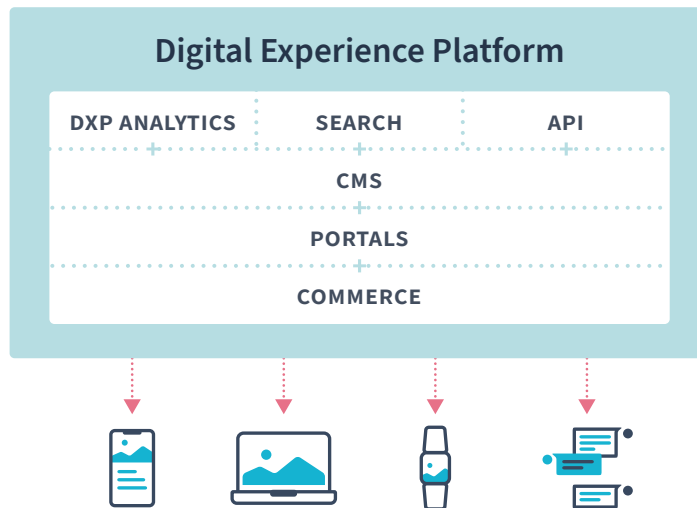 Digital Experience Platform
DXP ANALYTICS
SEARCH
API
CMS
PORTALS
COMMERCE